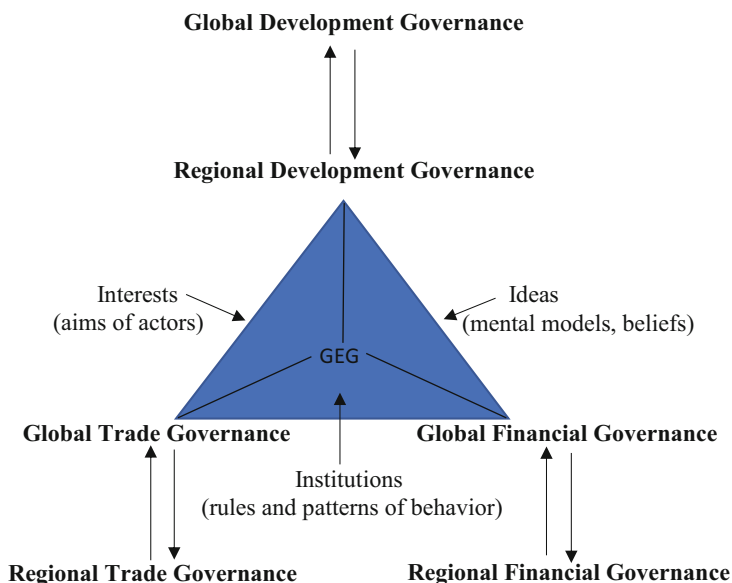 Global Development Governance
Regional Development Governance
Interests
(aims of actors)
Ideas
(mental models, beliefs)
GEG
Global Trade Governance
Global Financial Governance
Institutions
(rules and patterns of behavior)
Regional Trade Governance
Regional Financial Governance